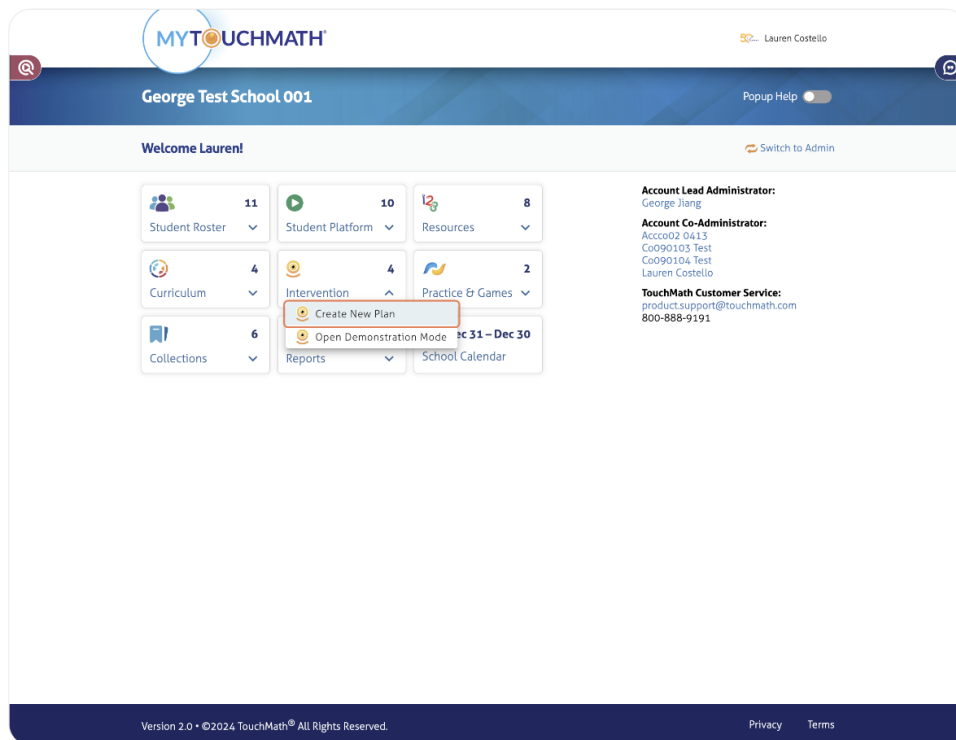 MYTOUCHMATH®
Lauren Costello
George Test School 001
Popup Help
Welcome Lauren!
Switch to Admin
11
Student Roster
10
Student Platform
8
Resources
4
Curriculum
4
Intervention
2
Practice & Games
Create New Plan
Open Demonstration Mode
6
Collections
Reports
ec 31 – Dec 30
School Calendar
Account Lead Administrator:
George Jiang
Account Co-Administrator:
Accco02 0413
Co090103 Test
Co090104 Test
Lauren Costello
TouchMath Customer Service:
product.support@touchmath.com
800-888-9191
Version 2.0 • ©2024 TouchMath® All Rights Reserved.
Privacy
Terms